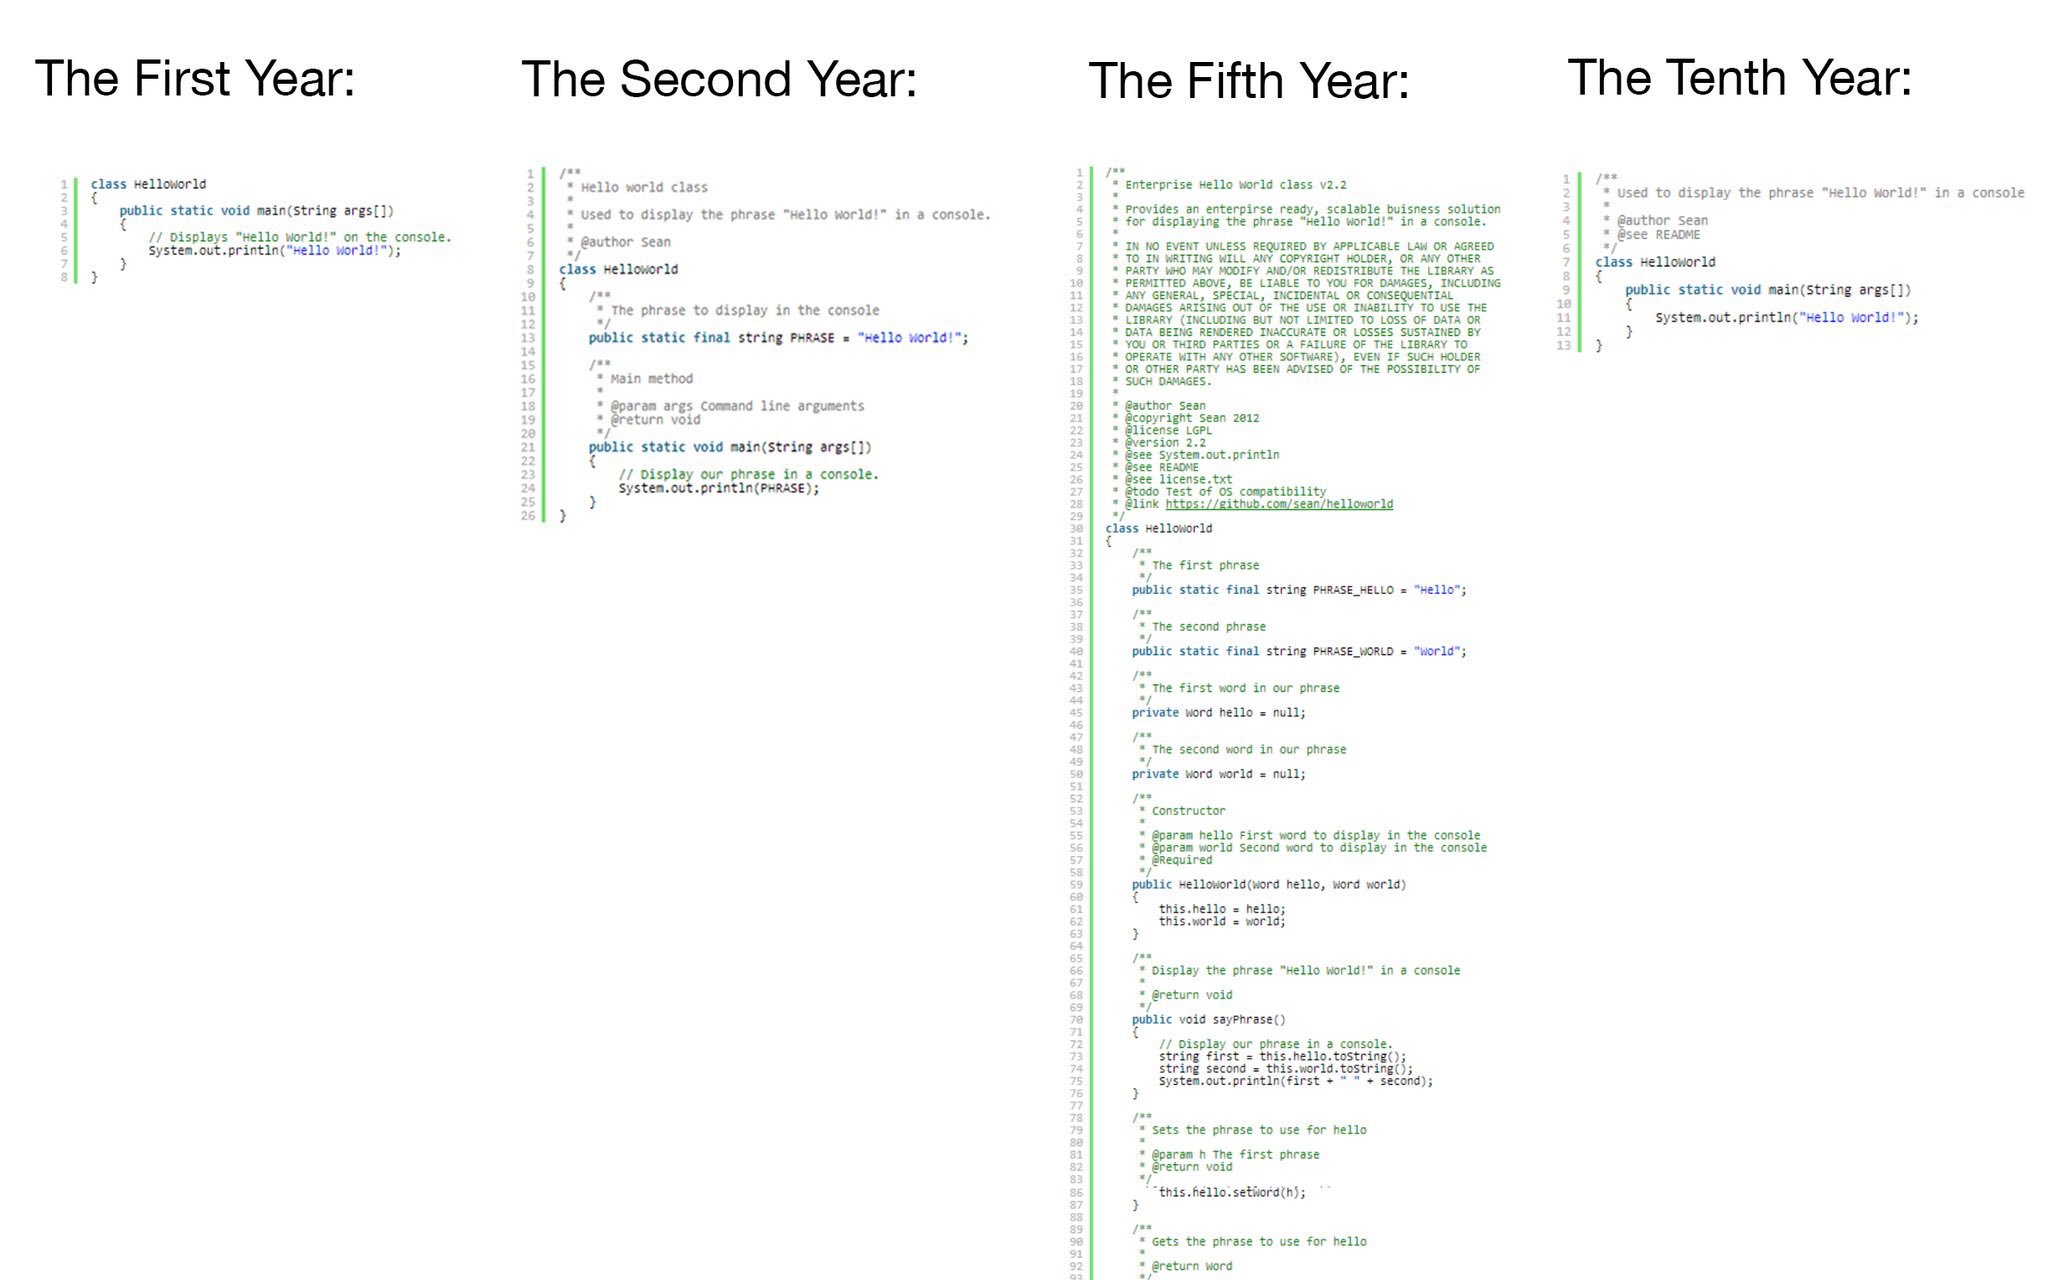 The First Year:
1 class HelloWorld
2 {
3 public static void main(String args[])
4 {
5 // Displays "Hello World!" on the console.
6 System.out.println("Hello World!");
7 }
8 }
The Second Year:
1 /**
2 * Hello world class
3 *
4 * Used to display the phrase "Hello World!" in a console.
5 *
6 * @author Sean
7 */
8 class HelloWorld
9 {
10 /**
11 * The phrase to display in the console
12 */
13 public static final string PHRASE = "Hello World!";
14
15 /**
16 * Main method
17 *
18 * @param args Command line arguments
19 * @return void
20 */
21 public static void main(String args[])
22 {
23 // Display our phrase in a console.
24 System.out.println(PHRASE);
25 }
26 }
The Fifth Year:
1 /**
2 * Enterprise Hello World class v2.2
3 *
4 * Provides an enterpirse ready, scalable buisness solution
5 * for displaying the phrase "Hello World!" in a console.
6 *
7 * IN NO EVENT UNLESS REQUIRED BY APPLICABLE LAW OR AGREED
8 * TO IN WRITING WILL ANY COPYRIGHT HOLDER, OR ANY OTHER
9 * PARTY WHO MAY MODIFY AND/OR REDISTRIBUTE THE LIBRARY AS
10 * PERMITTED ABOVE, BE LIABLE TO YOU FOR DAMAGES, INCLUDING
11 * ANY GENERAL, SPECIAL, INCIDENTAL OR CONSEQUENTIAL
12 * DAMAGES ARISING OUT OF THE USE OR INABILITY TO USE THE
13 * LIBRARY (INCLUDING BUT NOT LIMITED TO LOSS OF DATA OR
14 * DATA BEING RENDERED INACCURATE OR LOSSES SUSTAINED BY
15 * YOU OR THIRD PARTIES OR A FAILURE OF THE LIBRARY TO
16 * OPERATE WITH ANY OTHER SOFTWARE), EVEN IF SUCH HOLDER
17 * OR OTHER PARTY HAS BEEN ADVISED OF THE POSSIBILITY OF
18 * SUCH DAMAGES.
19 *
20 * @author Sean
21 * @copyright Sean 2012
22 * @license LGPL
23 * @version 2.2
24 * @see System.out.println
25 * @see README
26 * @see license.txt
27 * @todo Test of OS compatibility
28 * @link https://github.com/sean/helloworld
29 */
30 class HelloWorld
31 {
32 /**
33 * The first phrase
34 */
35 public static final string PHRASE_HELLO = "Hello";
36
37 /**
38 * The second phrase
39 */
40 public static final string PHRASE_WORLD = "World";
41
42 /**
43 * The first word in our phrase
44 */
45 private Word hello = null;
46
47 /**
48 * The second word in our phrase
49 */
50 private Word world = null;
51
52 /**
53 * Constructor
54 *
55 * @param hello First word to display in the console
56 * @param world Second word to display in the console
57 * @Required
58 */
59 public HelloWorld(Word hello, Word world)
60 {
61 this.hello = hello;
62 this.world = world;
63 }
64
65 /**
66 * Display the phrase "Hello World!" in a console
67 *
68 * @return void
69 */
70 public void sayPhrase()
71 {
72 // Display our phrase in a console.
73 string first = this.hello.toString();
74 string second = this.world.toString();
75 System.out.println(first + " " + second);
76 }
77
78 /**
79 * Sets the phrase to use for hello
80 *
81 * @param h The first phrase
82 * @return void
83 */
86 this.hello.setWord(h);
87 }
88
89 /**
90 * Gets the phrase to use for hello
91 *
92 * @return Word
93 */
The Tenth Year:
1 /**
2 * Used to display the phrase "Hello World!" in a console
3 *
4 * @author Sean
5 * @see README
6 */
7 class HelloWorld
8 {
9 public static void main(String args[])
10 {
11 System.out.println("Hello World!");
12 }
13 }